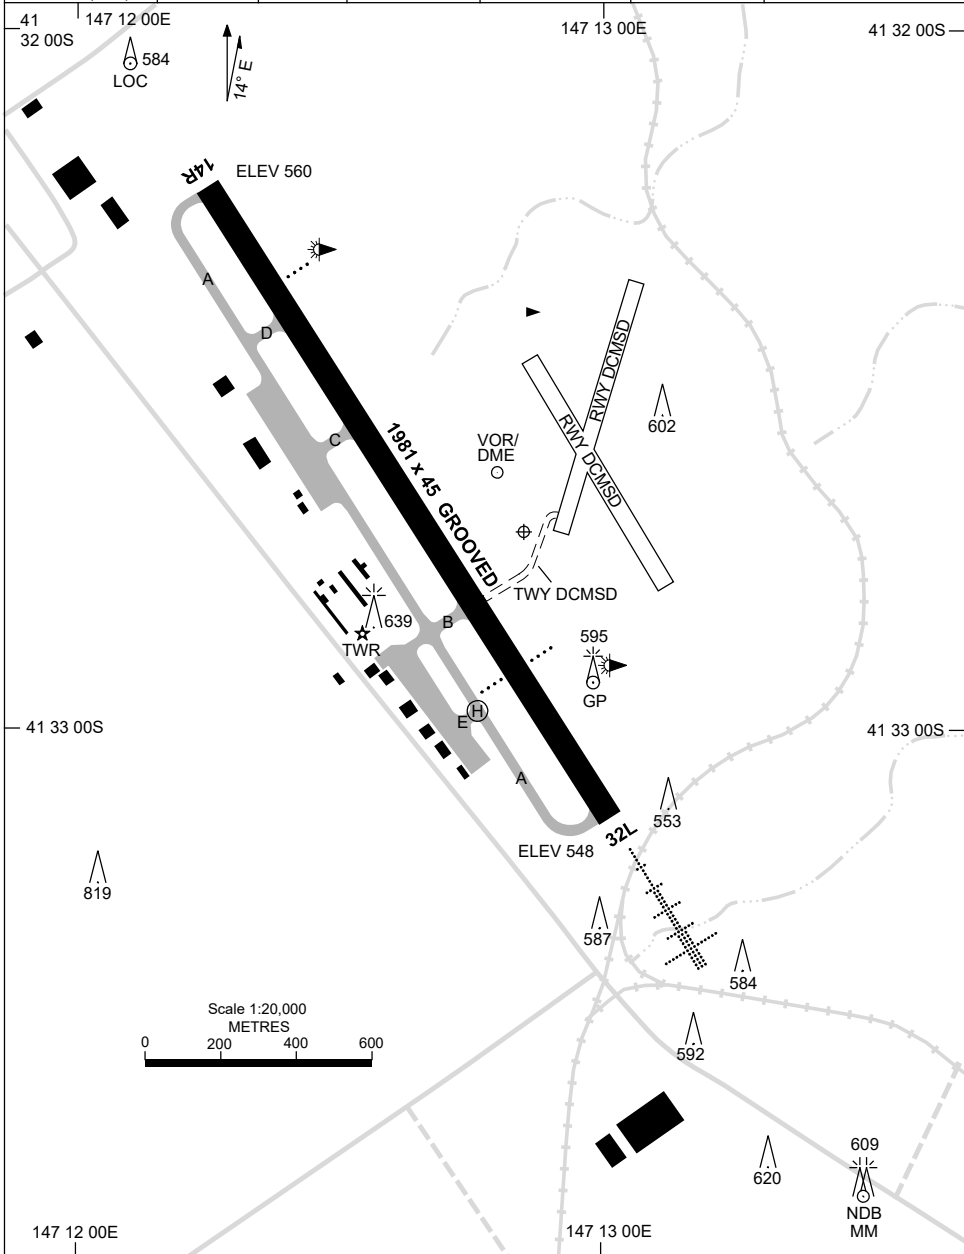 41
32 00S
147 12 00E
147 13 00E
41 32 00S
584
LOC
14° E
14R
ELEV 560
A
D
RWY DCMSD
602
C
1981 x 45 GROOVED
VOR/
DME
RWY DCMSD
TWY DCMSD
639
TWR
B
595
GP
H
E
41 33 00S
41 33 00S
A
553
32L
ELEV 548
819
587
584
Scale 1:20,000
METRES
0 200 400 600
592
620
609
NDB
MM
147 12 00E
147 13 00E